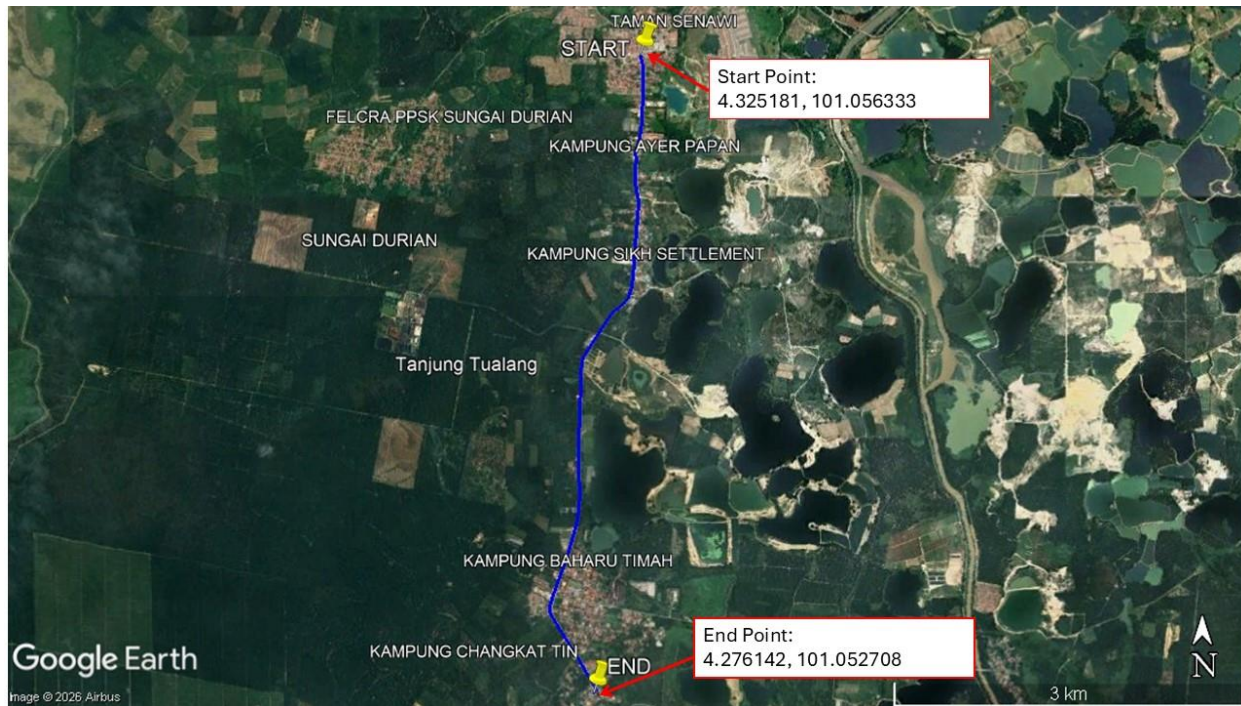 TAMAN SENAWI
START
Start Point:
4.325181, 101.056333
FELCRA PPSK SUNGAI DURIAN
KAMPUNG AYER PAPAN
SUNGAI DURIAN
KAMPUNG SIKH SETTLEMENT
Tanjung Tualang
KAMPUNG BAHARU TIMAH
KAMPUNG CHANGKAT TIN
END
End Point:
4.276142, 101.052708
Google Earth
Image © 2026 Airbus
N
3 km